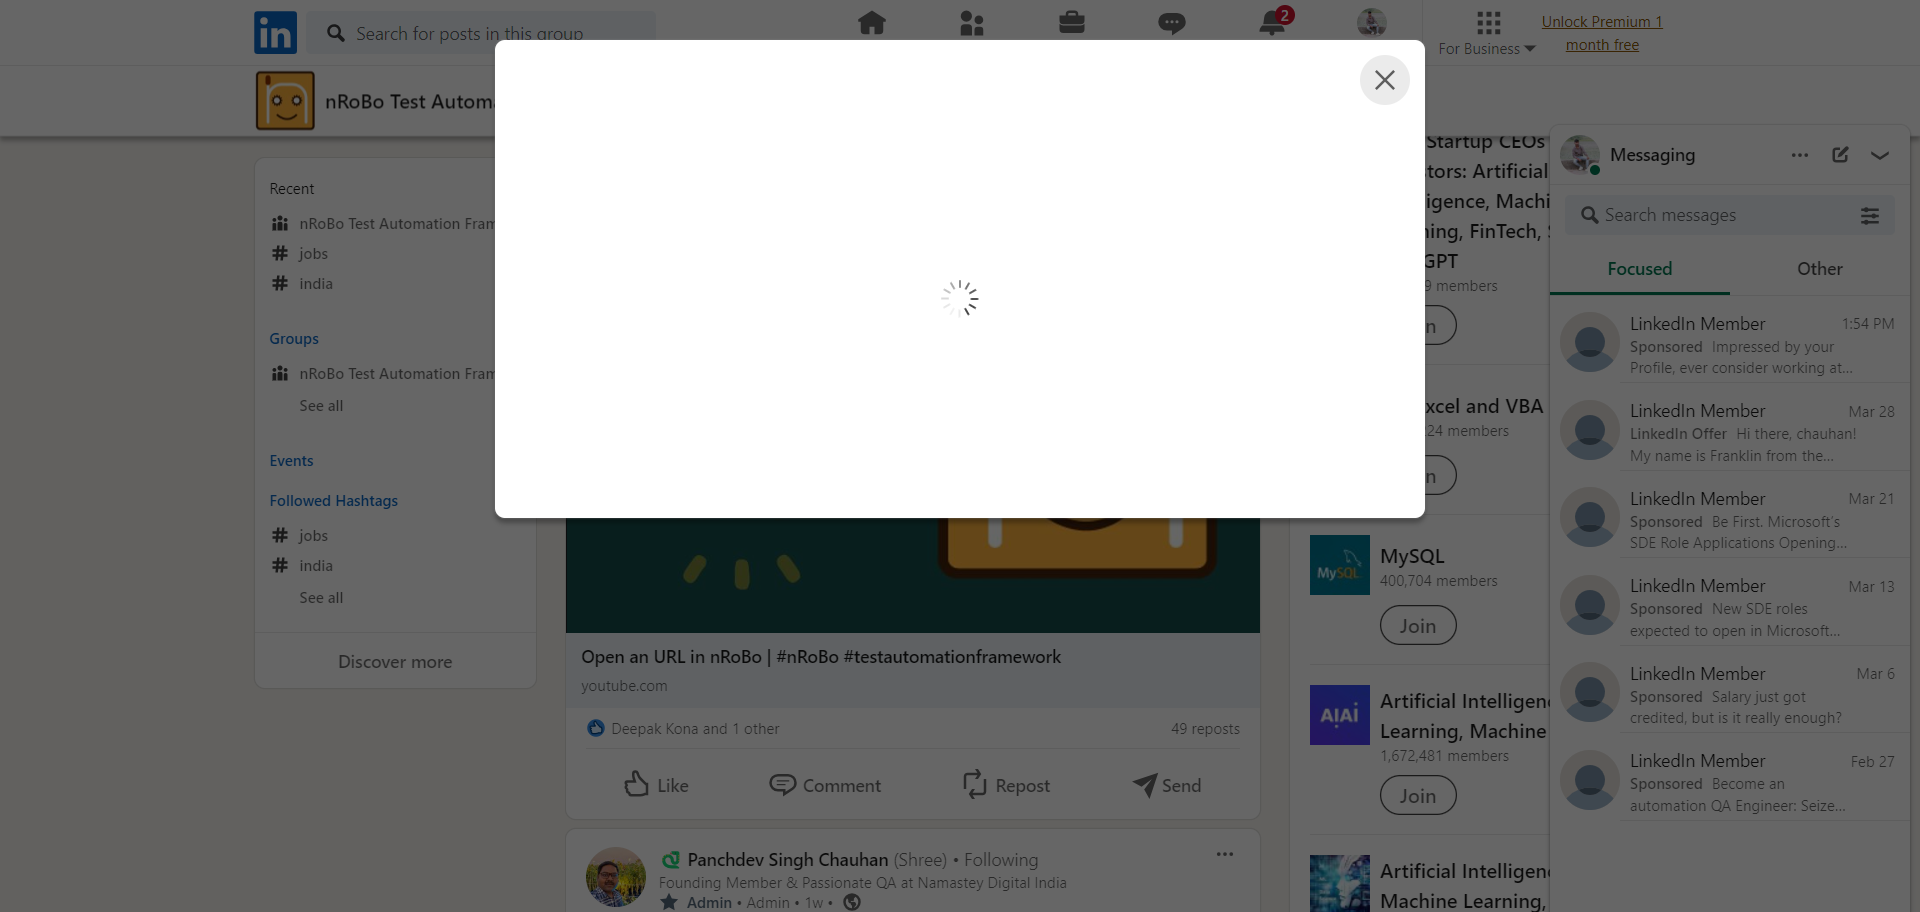 in
Search for posts in this group
2
For Business
Unlock Premium 1
month free
nRoBo Test Automa
Recent
nRoBo Test Automation Fram
# jobs
# india
Groups
nRoBo Test Automation Fram
See all
Events
Followed Hashtags
# jobs
# india
See all
Discover more
Open an URL in nRoBo | #nRoBo #testautomationframework
youtube.com
Deepak Kona and 1 other
49 reposts
Like
Comment
Repost
Send
Panchdev Singh Chauhan (Shree) • Following
Founding Member & Passionate QA at Namastey Digital India
Admin • Admin • 1w •
Startup CEOs
tors: Artificial
igence, Machi
ing, FinTech,
GPT
9 members
n
xcel and VBA
24 members
n
MySQL
MySQL
400,704 members
Join
AIAI
Artificial Intelligen
Learning, Machine
1,672,481 members
Join
Artificial Intelligen
Machine Learning,
Messaging
Search messages
Focused
Other
LinkedIn Member 1:54 PM
Sponsored Impressed by your
Profile, ever consider working at...
LinkedIn Member Mar 28
LinkedIn Offer Hi there, chauhan!
My name is Franklin from the...
LinkedIn Member Mar 21
Sponsored Be First. Microsoft's
SDE Role Applications Opening...
LinkedIn Member Mar 13
Sponsored New SDE roles
expected to open in Microsoft...
LinkedIn Member Mar 6
Sponsored Salary just got
credited, but is it really enough?
LinkedIn Member Feb 27
Sponsored Become an
automation QA Engineer: Seize...